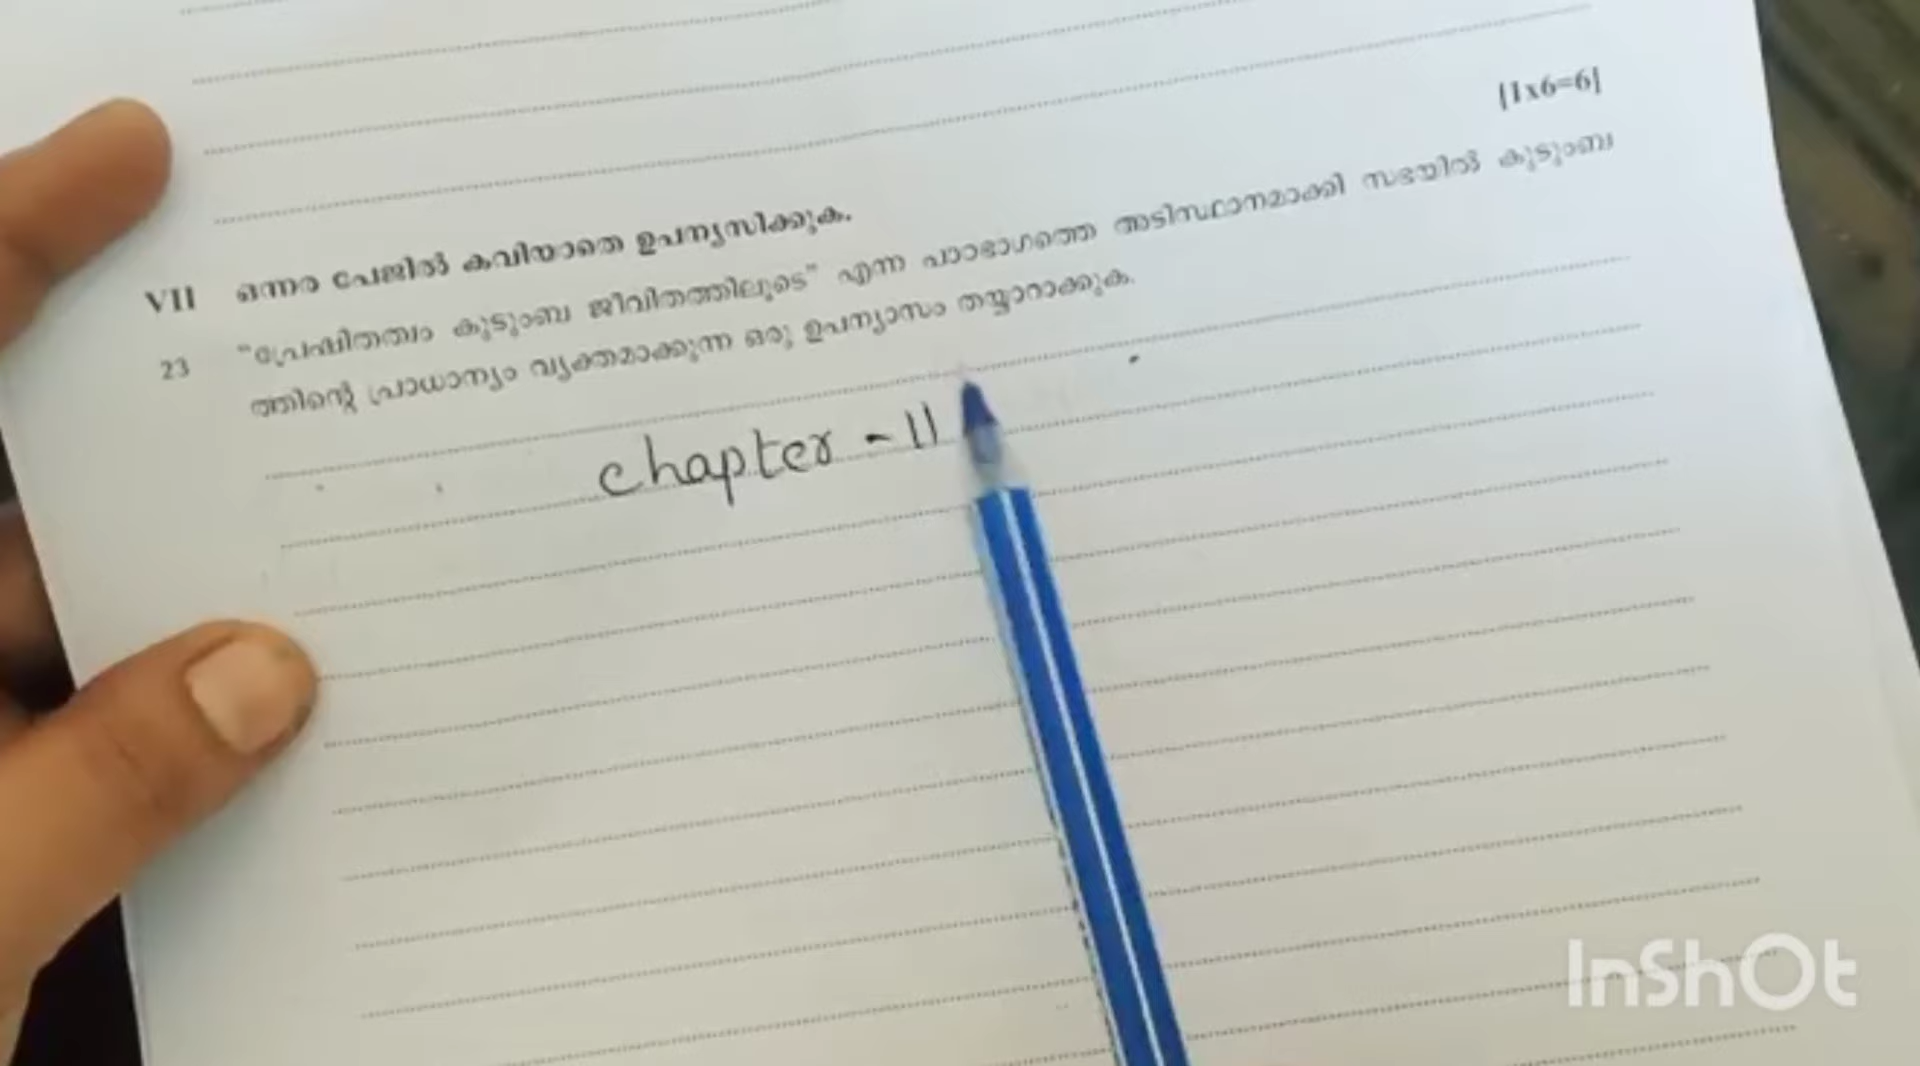 [1x6=6]
VII ഒന്നര പേജിൽ കവിയാതെ ഉപന്യസിക്കുക.
23 "പ്രേഷിതത്വം കുടുംബ ജീവിതത്തിലൂടെ" എന്ന പാഠഭാഗത്തെ അടിസ്ഥാനമാക്കി സഭയിൽ കുടുംബ
ത്തിന്റെ പ്രാധാന്യം വ്യക്തമാക്കുന്ന ഒരു ഉപന്യാസം തയ്യാറാക്കുക.
chapter - 11
InShOt